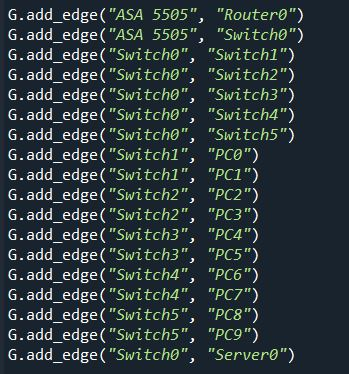 G.add_edge("ASA 5505", "Router0")
G.add_edge("ASA 5505", "Switch0")
G.add_edge("Switch0", "Switch1")
G.add_edge("Switch0", "Switch2")
G.add_edge("Switch0", "Switch3")
G.add_edge("Switch0", "Switch4")
G.add_edge("Switch0", "Switch5")
G.add_edge("Switch1", "PC0")
G.add_edge("Switch1", "PC1")
G.add_edge("Switch2", "PC2")
G.add_edge("Switch2", "PC3")
G.add_edge("Switch3", "PC4")
G.add_edge("Switch3", "PC5")
G.add_edge("Switch4", "PC6")
G.add_edge("Switch4", "PC7")
G.add_edge("Switch5", "PC8")
G.add_edge("Switch5", "PC9")
G.add_edge("Switch0", "Server0")